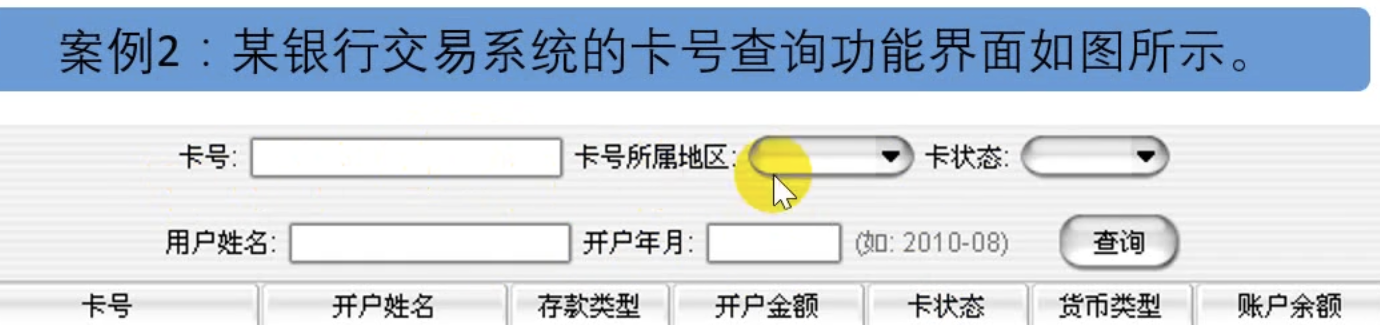 案例2：某银行交易系统的卡号查询功能界面如图所示。
卡号: 卡号所属地区: 卡状态:
用户姓名: 开户年月: (如: 2010-08) 查询
卡号 开户姓名 存款类型 开户金额 卡状态 货币类型 账户余额